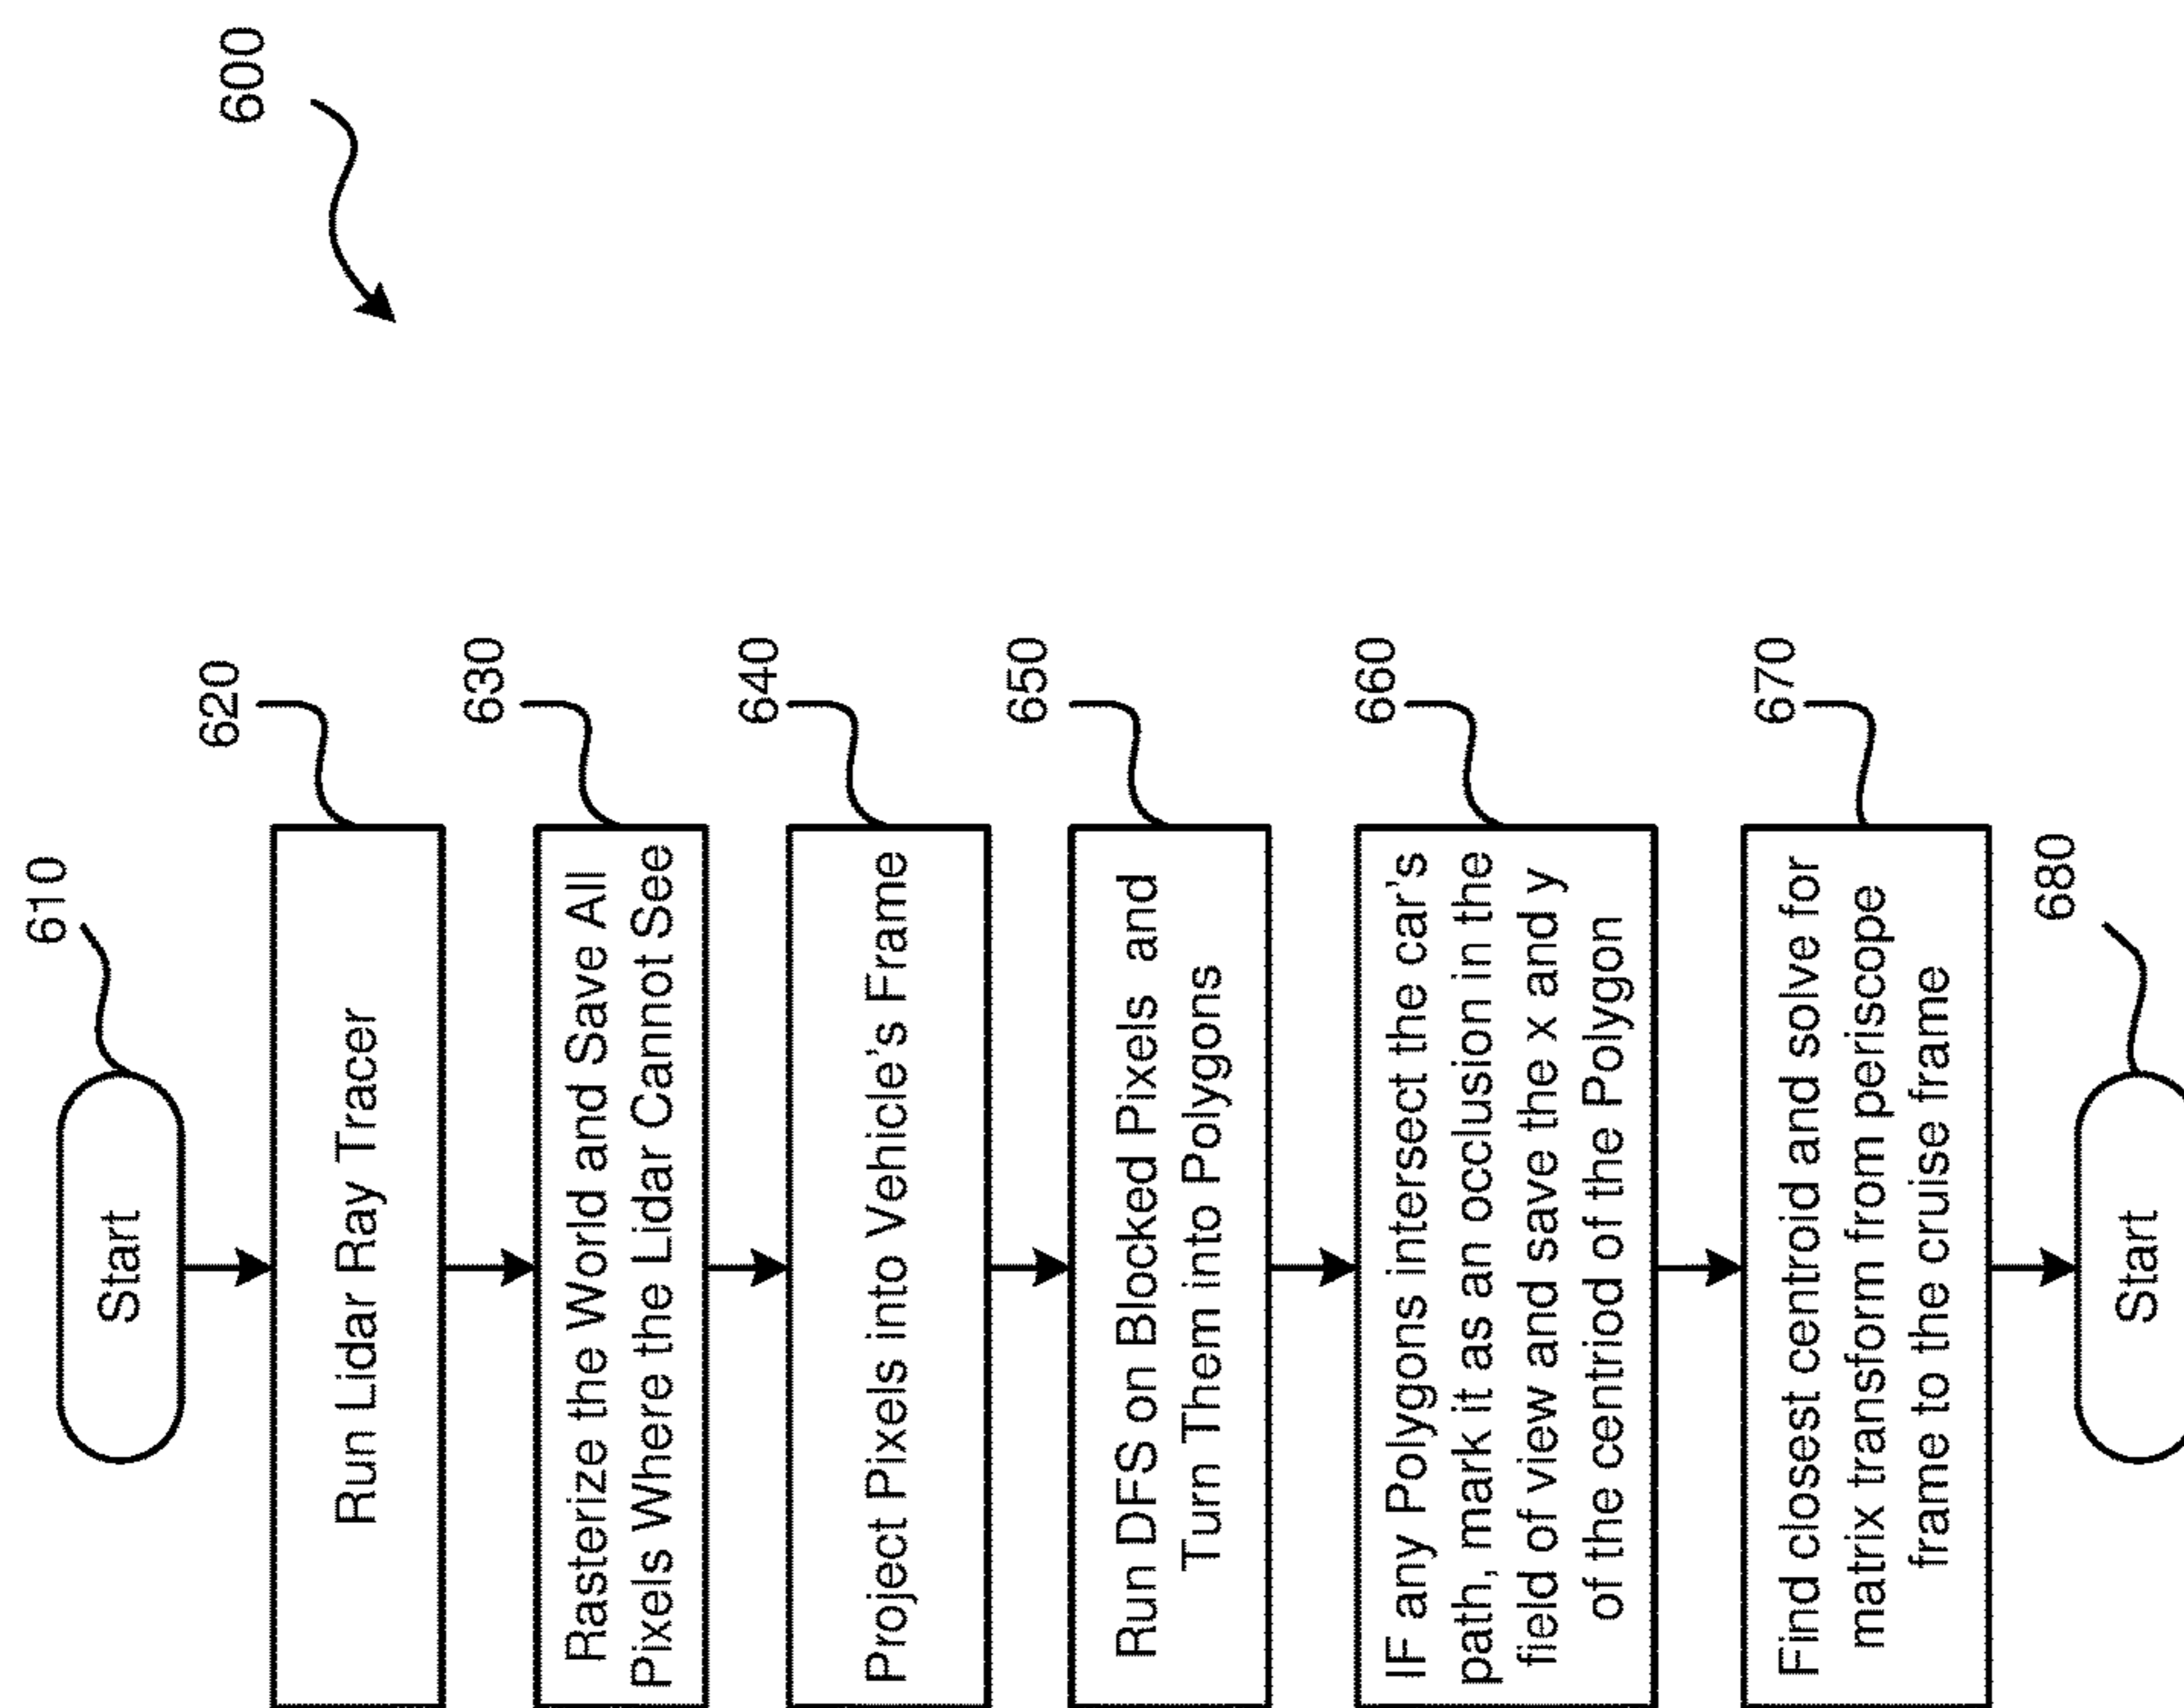 600
610
Start
620
Run Lidar Ray Tracer
630
Rasterize the World and Save All
Pixels Where the Lidar Cannot See
640
Project Pixels into Vehicle's Frame
650
Run DFS on Blocked Pixels and
Turn Them into Polygons
660
IF any Polygons intersect the car's
path, mark it as an occlusion in the
field of view and save the x and y
of the centriod of the Polygon
670
Find closest centroid and solve for
matrix transform from periscope
frame to the cruise frame
680
Start